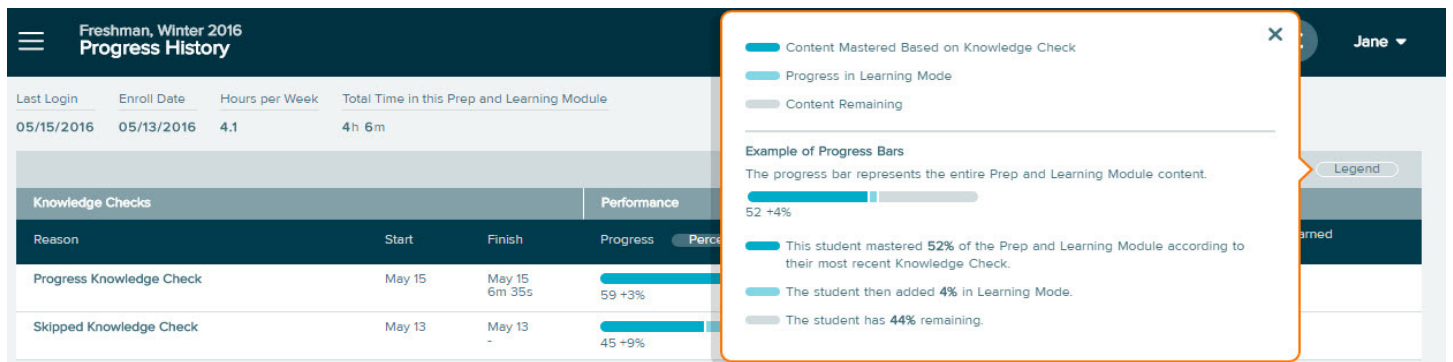 Freshman, Winter 2016
Progress History
Jane
Last Login
Enroll Date
Hours per Week
Total Time in this Prep and Learning Module
05/15/2016
05/13/2016
4.1
4h 6m
Legend
Knowledge Checks
Performance
Reason
Start
Finish
Progress
Progress Knowledge Check
May 15
May 15
6m 35s
59 +3%
Skipped Knowledge Check
May 13
May 13
-
45 +9%
Content Mastered Based on Knowledge Check
Progress in Learning Mode
Content Remaining
Example of Progress Bars
The progress bar represents the entire Prep and Learning Module content.
52 +4%
This student mastered 52% of the Prep and Learning Module according to
their most recent Knowledge Check.
The student then added 4% in Learning Mode.
The student has 44% remaining.